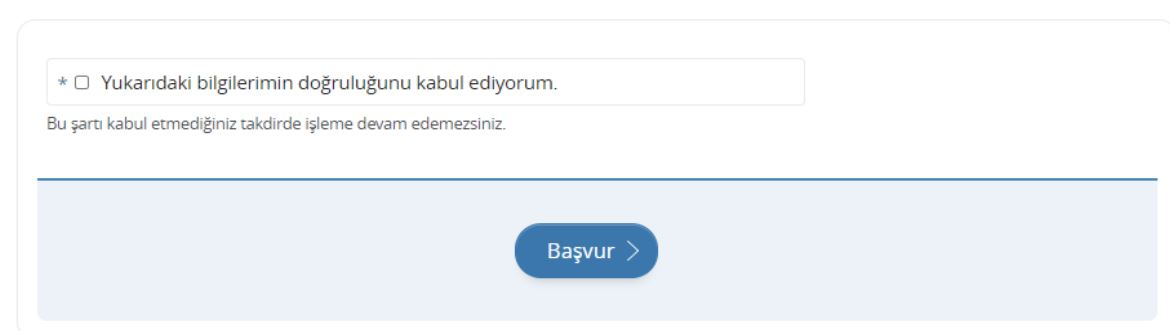 * Yukarıdaki bilgilerimin doğruluğunu kabul ediyorum.
Bu şartı kabul etmediğiniz takdirde işleme devam edemezsiniz.
Başvur